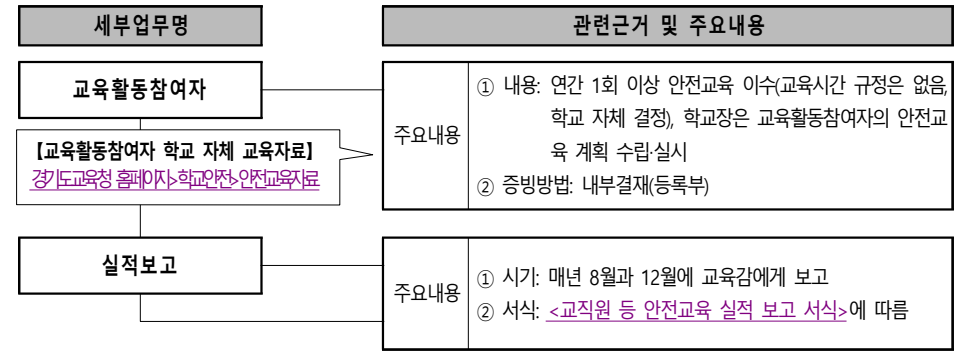 세부업무명
관련근거 및 주요내용
교육활동참여자
【교육활동참여자 학교 자체 교육자료】
경기도교육청 홈페이지>학교안전>안전교육자료
주요내용
① 내용: 연간 1회 이상 안전교육 이수(교육시간 규정은 없음,
학교 자체 결정), 학교장은 교육활동참여자의 안전교
육 계획 수립·실시
② 증빙방법: 내부결재(등록부)
실적보고
주요내용
① 시기: 매년 8월과 12월에 교육감에게 보고
② 서식: <교직원 등 안전교육 실적 보고 서식>에 따름